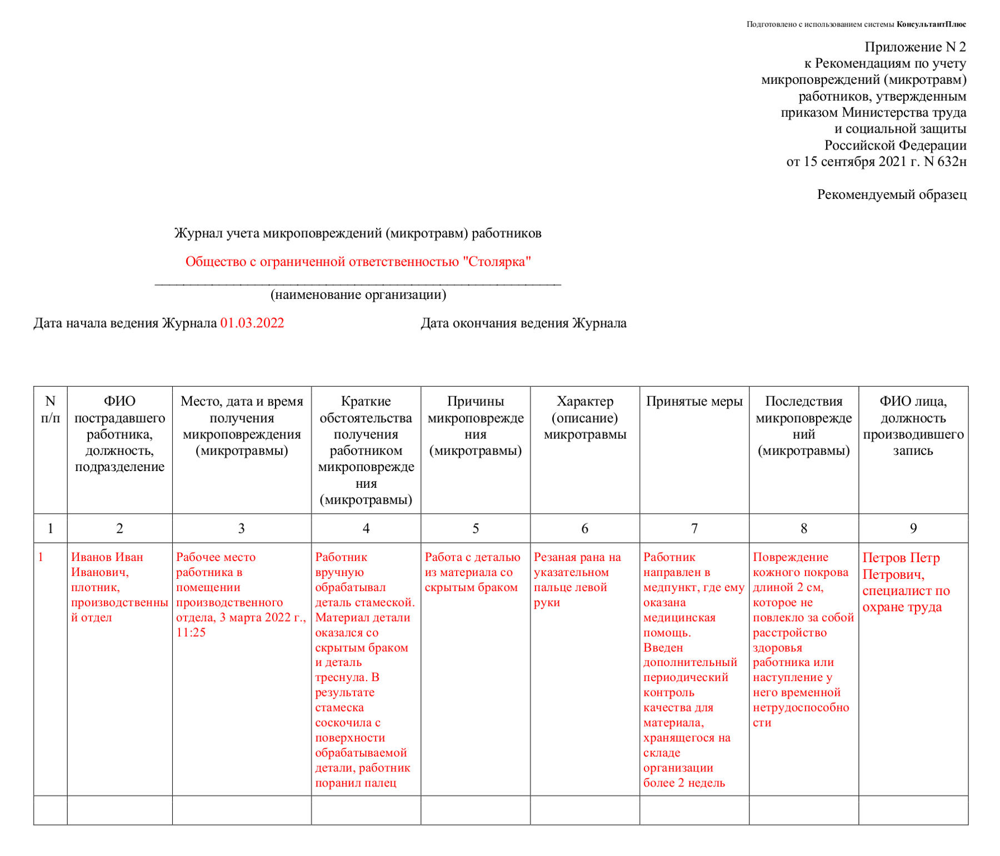 Подготовлено с использованием системы КонсультантПлюс
Приложение N 2
к Рекомендациям по учету
микроповреждений (микротравм)
работников, утвержденным
приказом Министерства труда
и социальной защиты
Российской Федерации
от 15 сентября 2021 г. N 632н
Рекомендуемый образец
Журнал учета микроповреждений (микротравм) работников
Общество с ограниченной ответственностью "Столярка"
(наименование организации)
Дата начала ведения Журнала 01.03.2022
Дата окончания ведения Журнала
N
п/п
ФИО
пострадавшего
работника,
должность,
подразделение
Место, дата и время
получения
микроповреждения
(микротравмы)
Краткие
обстоятельства
получения
работником
микроповрежде
ния
(микротравмы)
Причины
микроповрежде
ния
(микротравмы)
Характер
(описание)
микротравмы
Принятые меры
Последствия
микроповрежде
ний
(микротравмы)
ФИО лица,
должность
производившего
запись
1
2
3
4
5
6
7
8
9
1
Иванов Иван
Иванович,
плотник,
производственны
й отдел
Рабочее место
работника в
помещении
производственного
отдела, 3 марта 2022 г.,
11:25
Работник
вручную
обрабатывал
деталь стамеской.
Материал детали
оказался со
скрытым браком
и деталь
треснула. В
результате
стамеска
соскочила с
поверхности
обрабатываемой
детали, работник
поранил палец
Работа с деталью
из материала со
скрытым браком
Резаная рана на
указательном
пальце левой
руки
Работник
направлен в
медпункт, где ему
оказана
медицинская
помощь.
Введен
дополнительный
периодический
контроль
качества для
материала,
хранящегося на
складе
организации
более 2 недель
Повреждение
кожного покрова
длиной 2 см,
которое не
повлекло за собой
расстройство
здоровья
работника или
наступление у
него временной
нетрудоспособно
сти
Петров Петр
Петрович,
специалист по
охране труда